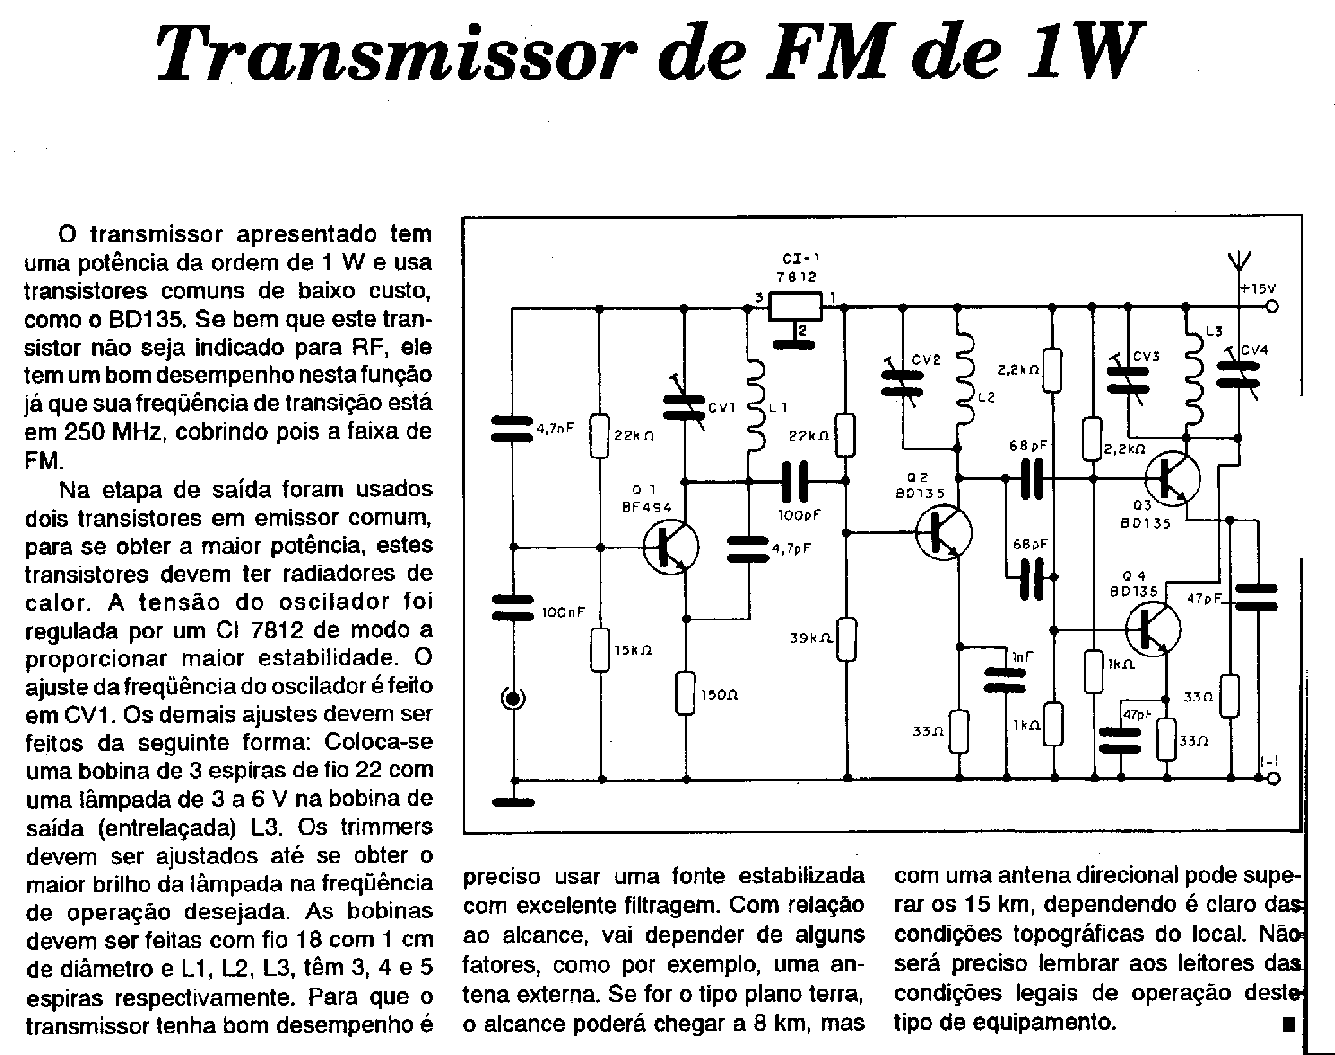 Transmissor de FM de 1W
O transmissor apresentado tem
uma potência da ordem de 1 W e usa
transistores comuns de baixo custo,
como o BD135. Se bem que este tran-
sistor não seja indicado para RF, ele
tem um bom desempenho nesta função
já que sua freqüência de transição está
em 250 MHz, cobrindo pois a faixa de
FM.
Na etapa de saída foram usados
dois transistores em emissor comum,
para se obter a maior potência, estes
transistores devem ter radiadores de
calor. A tensão do oscilador foi
regulada por um CI 7812 de modo a
proporcionar maior estabilidade. O
ajuste da freqüência do oscilador é feito
em CV1. Os demais ajustes devem ser
feitos da seguinte forma: Coloca-se
uma bobina de 3 espiras de fio 22 com
uma lâmpada de 3 a 6 V na bobina de
saída (entrelaçada) L3. Os trimmers
devem ser ajustados até se obter o
maior brilho da lâmpada na freqüência
de operação desejada. As bobinas
devem ser feitas com fio 18 com 1 cm
de diâmetro e L1, L2, L3, têm 3, 4 e 5
espiras respectivamente. Para que o
transmissor tenha bom desempenho é
CI-1
7812
3
1
2
+15V
4,7nF
22kΩ
CV1
L1
27kΩ
CV2
L2
2,2kΩ
CV3
L3
CV4
2,2kΩ
68pF
Q1
BF494
100pF
Q2
BD135
Q3
BD135
4,7pF
68pF
Q4
BD135
47pF
100nF
15kΩ
39kΩ
1nF
1kΩ
150Ω
33Ω
1kΩ
47pF
33Ω
33Ω
(-)
preciso usar uma fonte estabilizada
com excelente filtragem. Com relação
ao alcance, vai depender de alguns
fatores, como por exemplo, uma an-
tena externa. Se for o tipo plano terra,
o alcance poderá chegar a 8 km, mas
com uma antena direcional pode supe-
rar os 15 km, dependendo é claro das
condições topográficas do local. Não
será preciso lembrar aos leitores das
condições legais de operação deste
tipo de equipamento.